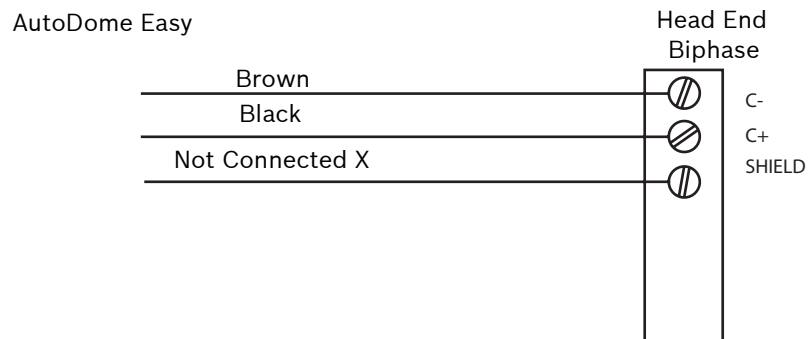 AutoDome Easy
Head End
Biphase
Brown
C-
Black
C+
Not Connected X
SHIELD